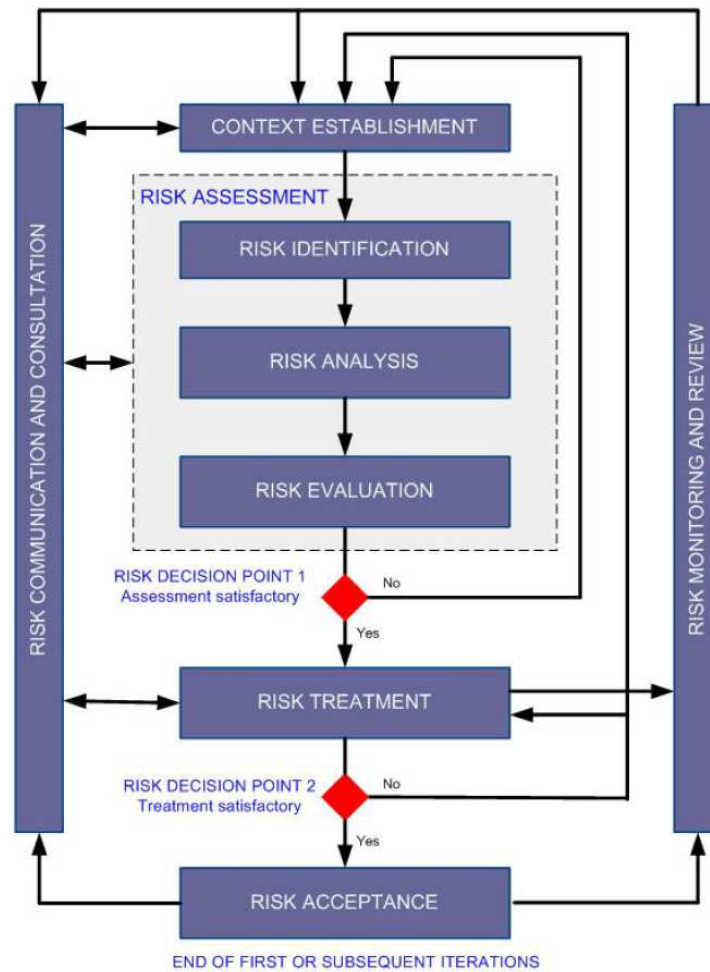 CONTEXT ESTABLISHMENT
RISK ASSESSMENT
RISK IDENTIFICATION
RISK ANALYSIS
RISK EVALUATION
RISK DECISION POINT 1
Assessment satisfactory
No
Yes
RISK TREATMENT
RISK DECISION POINT 2
Treatment satisfactory
No
Yes
RISK ACCEPTANCE
END OF FIRST OR SUBSEQUENT ITERATIONS
RISK COMMUNICATION AND CONSULTATION
RISK MONITORING AND REVIEW